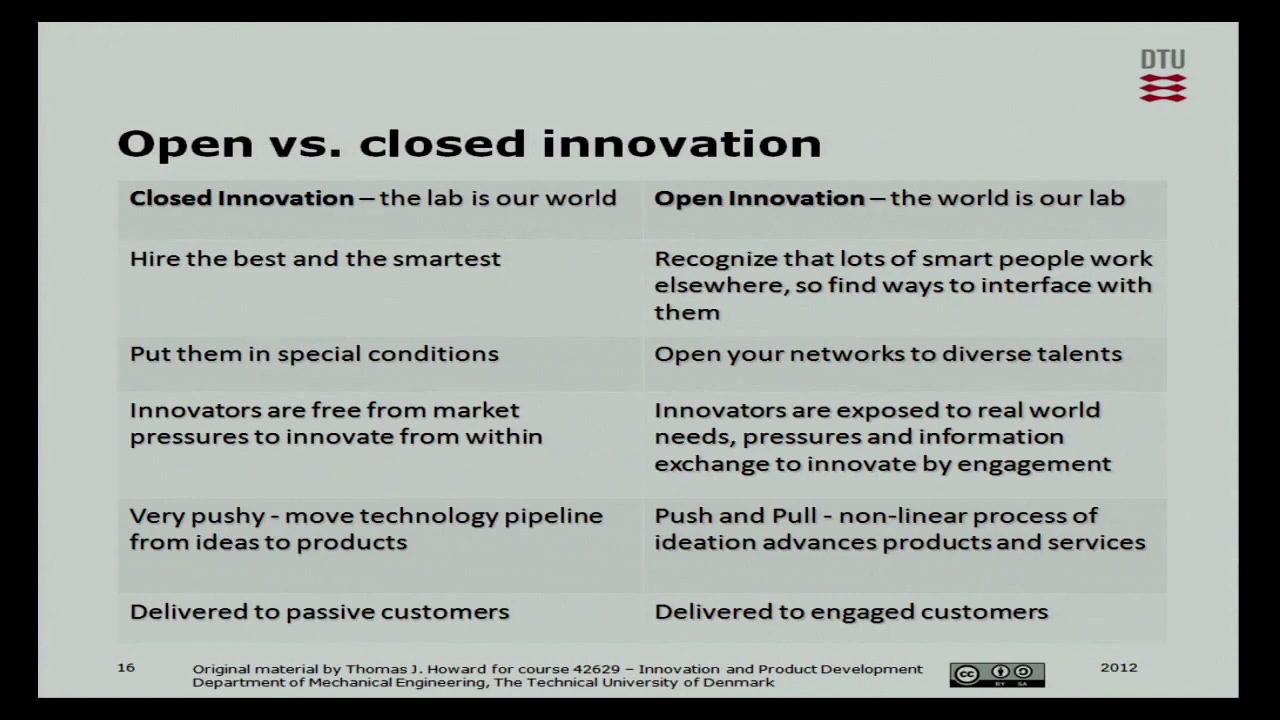 DTU
Open vs. closed innovation
Closed Innovation – the lab is our world
Open Innovation – the world is our lab
Hire the best and the smartest
Recognize that lots of smart people work
elsewhere, so find ways to interface with
them
Put them in special conditions
Open your networks to diverse talents
Innovators are free from market
pressures to innovate from within
Innovators are exposed to real world
needs, pressures and information
exchange to innovate by engagement
Very pushy - move technology pipeline
from ideas to products
Push and Pull - non-linear process of
ideation advances products and services
Delivered to passive customers
Delivered to engaged customers
16
Original material by Thomas J. Howard for course 42629 – Innovation and Product Development
Department of Mechanical Engineering, The Technical University of Denmark
cc
BY SA
2012